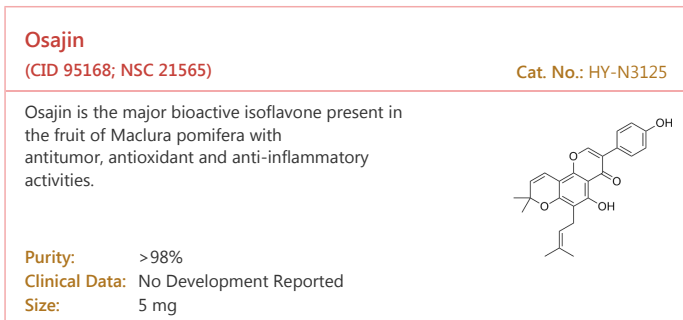 Osajin
(CID 95168; NSC 21565)
Cat. No.: HY-N3125
Osajin is the major bioactive isoflavone present in
the fruit of Maclura pomifera with
antitumor, antioxidant and anti-inflammatory
activities.
OH
O
O
O
OH
Purity: >98%
Clinical Data: No Development Reported
Size: 5 mg